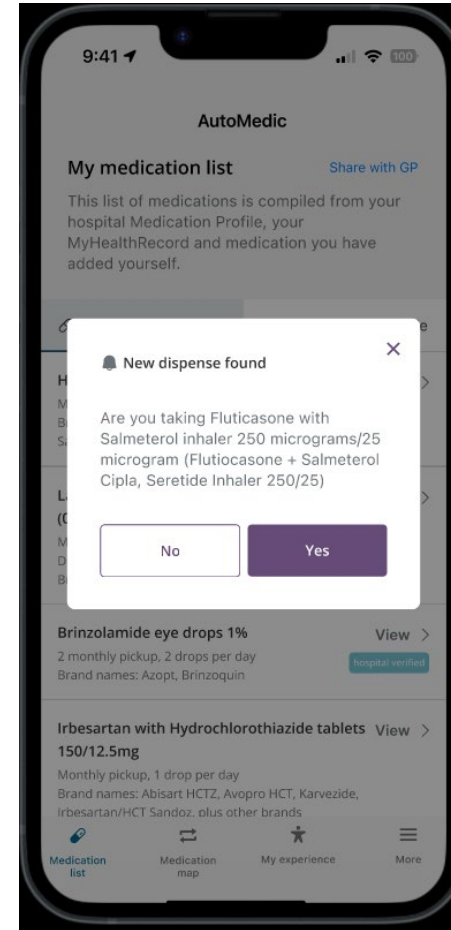 9:41
100
AutoMedic
My medication list
Share with GP
This list of medications is compiled from your
hospital Medication Profile, your
MyHealthRecord and medication you have
added yourself.
e
New dispense found
Are you taking Fluticasone with
Salmeterol inhaler 250 micrograms/25
microgram (Flutiocasone + Salmeterol
Cipla, Seretide Inhaler 250/25)
No
Yes
H
M
B
Sa
L
(C
M
D
B
Brinzolamide eye drops 1%
View
2 monthly pickup, 2 drops per day
hospital verified
Brand names: Azopt, Brinzoquin
Irbesartan with Hydrochlorothiazide tablets
View
150/12.5mg
Monthly pickup, 1 drop per day
Brand names: Abisart HCTZ, Avopro HCT, Karvezide,
Irbesartan/HCT Sandoz, plus other brands
Medication
list
Medication
map
My experience
More